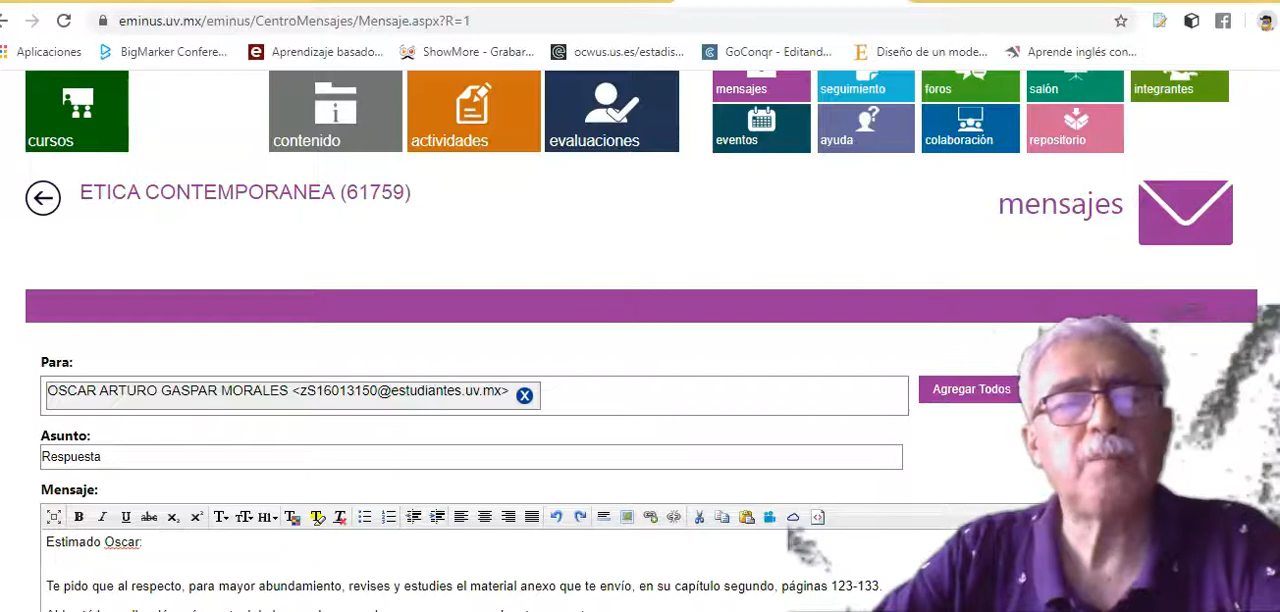 eminus.uv.mx/eminus/CentroMensajes/Mensaje.aspx?R=1
Aplicaciones BigMarker Confere... Aprendizaje basado... ShowMore - Grabar... ocwus.us.es/estadis... GoConqr - Editand... Diseño de un mode... Aprende inglés con...
cursos contenido actividades evaluaciones
mensajes seguimiento foros salón integrantes
eventos ayuda colaboración repositorio
ETICA CONTEMPORANEA (61759)
mensajes
Para:
OSCAR ARTURO GASPAR MORALES <zS16013150@estudiantes.uv.mx>
Agregar Todos
Asunto:
Respuesta
Mensaje:
Estimado Oscar:
Te pido que al respecto, para mayor abundamiento, revises y estudies el material anexo que te envío, en su capítulo segundo, páginas 123-133.